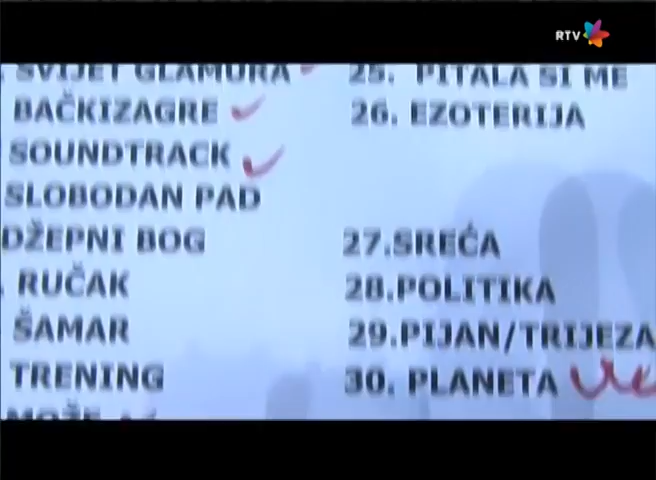 RTV
SVIJET GLAMURA
BAČKIZAGRE
SOUNDTRACK
SLOBODAN PAD
DŽEPNI BOG
RUČAK
ŠAMAR
TRENING
MOŽE
25. PITALA SI ME
26. EZOTERIJA
27.SREĆA
28.POLITIKA
29.PIJAN/TRIJEZA
30. PLANETA